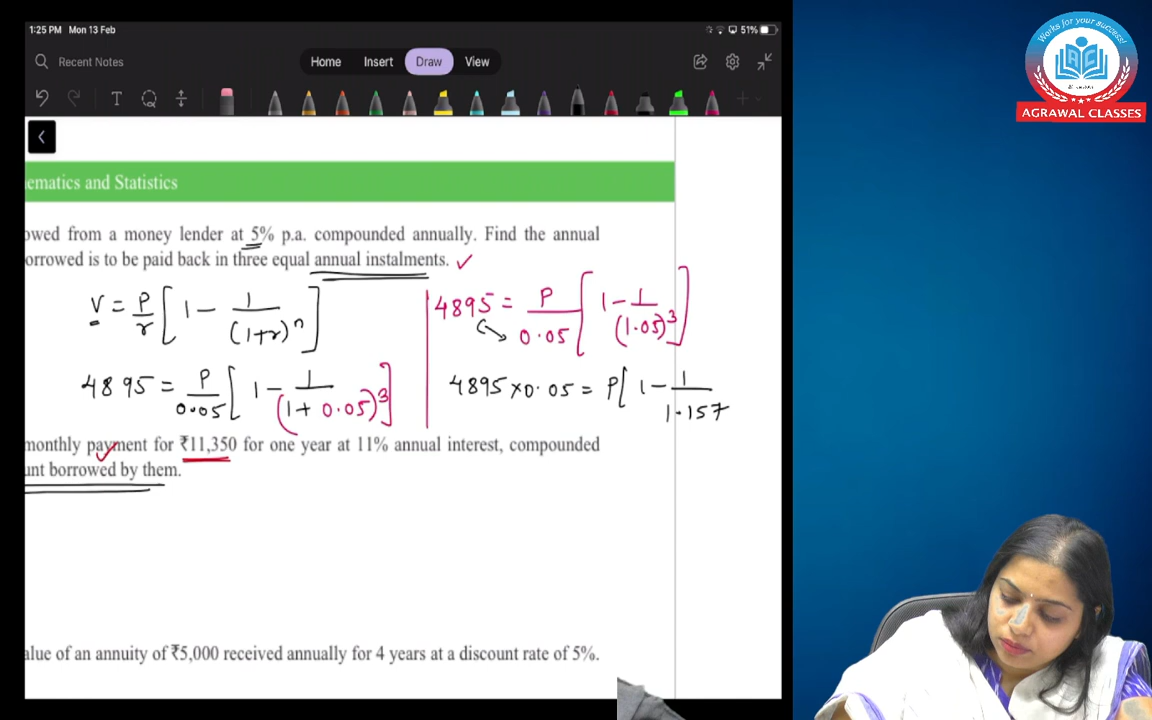 1:25 PM Mon 13 Feb
51%
Recent Notes
Home Insert Draw View
Works for your success!
AC
AGRAWAL CLASSES
ematics and Statistics
owed from a money lender at 5% p.a. compounded annually. Find the annual
orrowed is to be paid back in three equal annual instalments. ✓
V = P/r [1 - 1/(1+r)^n]
4895 = P/0.05 [1 - 1/(1.05)^3]
4895 = P/0.05 [1 - 1/(1+0.05)^3]
4895×0.05 = P[1 - 1/1.157
monthly payment for ₹11,350 for one year at 11% annual interest, compounded
unt borrowed by them.
alue of an annuity of ₹5,000 received annually for 4 years at a discount rate of 5%.